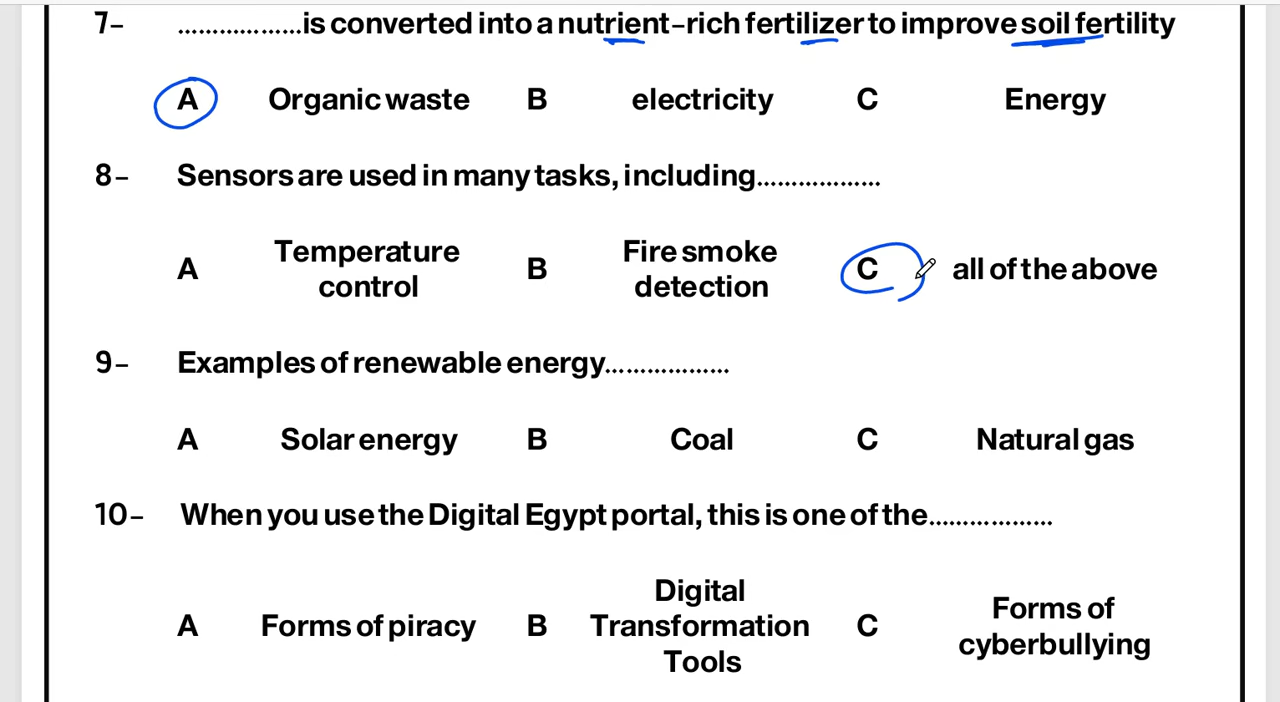 7- ..................is converted into a nutrient-rich fertilizer to improve soil fertility
A Organic waste B electricity C Energy
8- Sensors are used in many tasks, including..................
A Temperature control B Fire smoke detection C all of the above
9- Examples of renewable energy..................
A Solar energy B Coal C Natural gas
10- When you use the Digital Egypt portal, this is one of the..................
A Forms of piracy B Digital Transformation Tools C Forms of cyberbullying